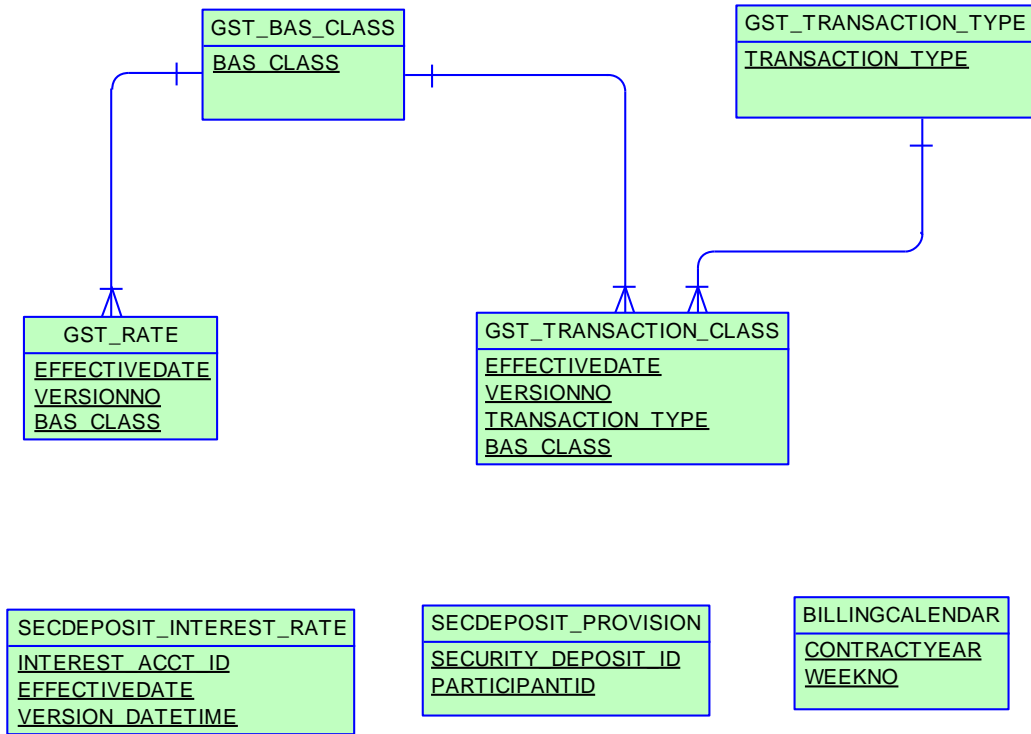 GST_BAS_CLASS
BAS_CLASS
GST_TRANSACTION_TYPE
TRANSACTION_TYPE
GST_RATE
EFFECTIVEDATE
VERSIONNO
BAS_CLASS
GST_TRANSACTION_CLASS
EFFECTIVEDATE
VERSIONNO
TRANSACTION_TYPE
BAS_CLASS
SECDEPOSIT_INTEREST_RATE
INTEREST_ACCT_ID
EFFECTIVEDATE
VERSION_DATETIME
SECDEPOSIT_PROVISION
SECURITY_DEPOSIT_ID
PARTICIPANTID
BILLINGCALENDAR
CONTRACTYEAR
WEEKNO